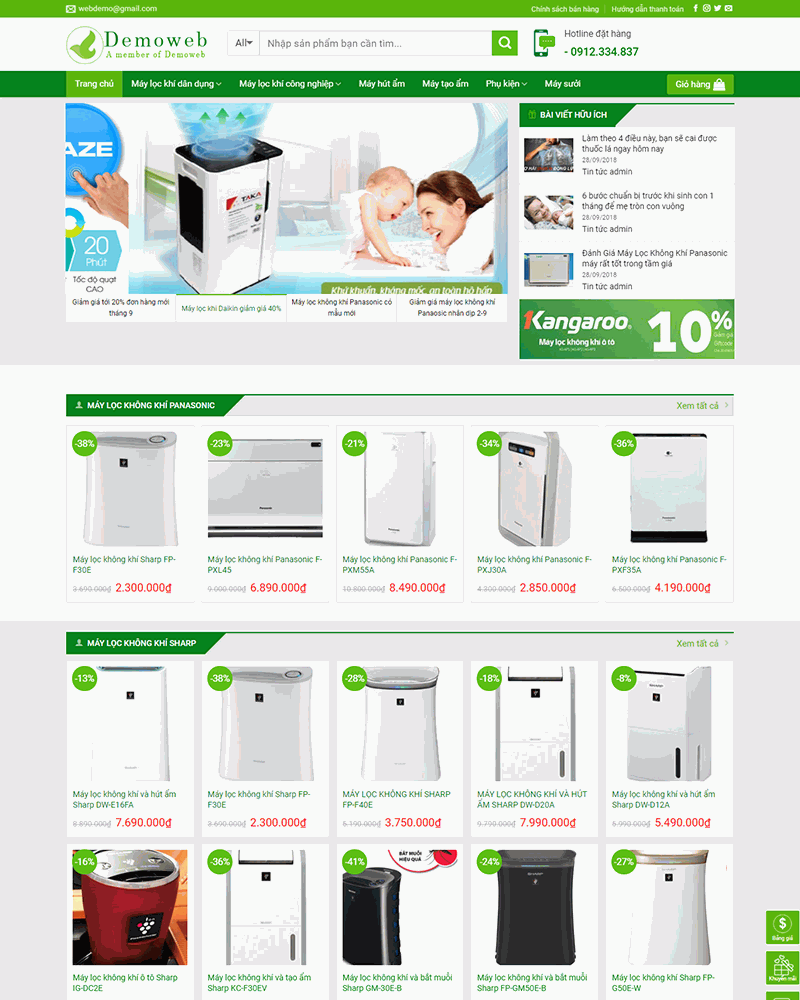 webdemo@gmail.com
Chính sách bán hàng
Hướng dẫn thanh toán
Demoweb
A member of Demoweb
All
Nhập sản phẩm bạn cần tìm...
Hotline đặt hàng
- 0912.334.837
Trang chủ
Máy lọc khí dân dụng
Máy lọc khí công nghiệp
Máy hút ẩm
Máy tạo ẩm
Phụ kiện
Máy sưởi
Giỏ hàng
AZE
20
Phút
Tốc độ quạt
CAO
TAKA
Khử khuẩn, kháng mốc, an toàn hô hấp
Giảm giá tới 20% đơn hàng mới
tháng 9
Máy lọc khí Daikin giảm giá 40%
Máy lọc không khí Panasonic có
mẫu mới
Giảm giá máy lọc không khí
Panaosic nhân dịp 2-9
BÀI VIẾT HỮU ÍCH
Làm theo 4 điều này, bạn sẽ cai được
thuốc lá ngay hôm nay
28/09/2018
Tin tức admin
6 bước chuẩn bị trước khi sinh con 1
tháng để mẹ tròn con vuông
28/09/2018
Tin tức admin
Đánh Giá Máy Lọc Không Khí Panasonic
máy rất tốt trong tầm giá
28/09/2018
Tin tức admin
Kangaroo
Máy lọc không khí ô tô
10%
Giảm giá
MÁY LỌC KHÔNG KHÍ PANASONIC
Xem tất cả
-38%
Máy lọc không khí Sharp FP-
F30E
3.690.000₫ 2.300.000₫
-23%
Máy lọc không khí Panasonic F-
PXL45
9.000.000₫ 6.890.000₫
-21%
Máy lọc không khí Panasonic F-
PXM55A
10.800.000₫ 8.490.000₫
-34%
Máy lọc không khí Panasonic F-
PXJ30A
4.300.000₫ 2.850.000₫
-36%
Máy lọc không khí Panasonic F-
PXF35A
6.500.000₫ 4.190.000₫
MÁY LỌC KHÔNG KHÍ SHARP
Xem tất cả
-13%
Máy lọc không khí và hút ẩm
Sharp DW-E16FA
8.890.000₫ 7.690.000₫
-38%
Máy lọc không khí Sharp FP-
F30E
3.690.000₫ 2.300.000₫
-28%
MÁY LỌC KHÔNG KHÍ SHARP
FP-F40E
5.190.000₫ 3.750.000₫
-18%
MÁY LỌC KHÔNG KHÍ VÀ HÚT
ẨM SHARP DW-D20A
9.790.000₫ 7.990.000₫
-8%
Máy lọc không khí và hút ẩm
Sharp DW-D12A
5.990.000₫ 5.490.000₫
-16%
Máy lọc không khí ô tô Sharp
IG-DC2E
-36%
Máy lọc không khí và tạo ẩm
Sharp KC-F30EV
-41%
BẮT MUỖI
HIỆU QUẢ
Máy lọc không khí và bắt muỗi
Sharp GM-30E-B
-24%
Máy lọc không khí và bắt muỗi
Sharp FP-GM50E-B
-27%
Máy lọc không khí Sharp FP-
G50E-W
Bảng giá
Khuyến mãi